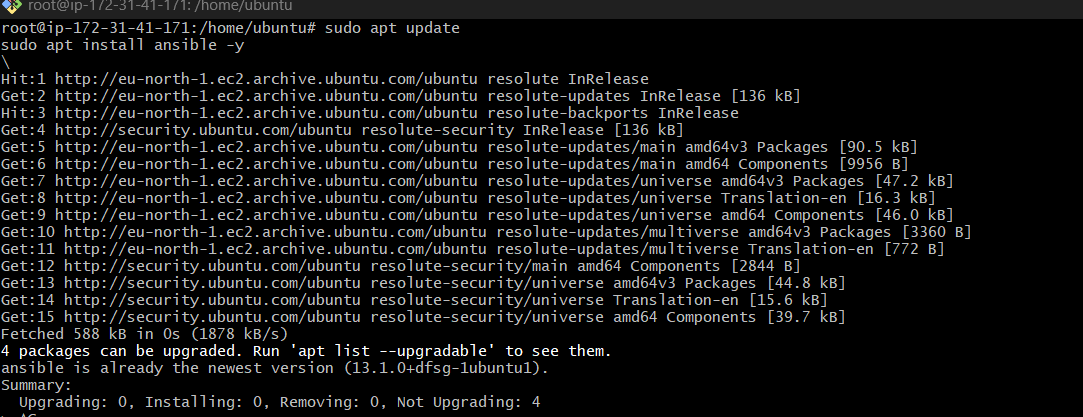 root@ip-172-31-41-171: /home/ubuntu
root@ip-172-31-41-171:/home/ubuntu# sudo apt update
sudo apt install ansible -y
\
Hit:1 http://eu-north-1.ec2.archive.ubuntu.com/ubuntu resolute InRelease
Get:2 http://eu-north-1.ec2.archive.ubuntu.com/ubuntu resolute-updates InRelease [136 kB]
Hit:3 http://eu-north-1.ec2.archive.ubuntu.com/ubuntu resolute-backports InRelease
Get:4 http://security.ubuntu.com/ubuntu resolute-security InRelease [136 kB]
Get:5 http://eu-north-1.ec2.archive.ubuntu.com/ubuntu resolute-updates/main amd64v3 Packages [90.5 kB]
Get:6 http://eu-north-1.ec2.archive.ubuntu.com/ubuntu resolute-updates/main amd64 Components [9956 B]
Get:7 http://eu-north-1.ec2.archive.ubuntu.com/ubuntu resolute-updates/universe amd64v3 Packages [47.2 kB]
Get:8 http://eu-north-1.ec2.archive.ubuntu.com/ubuntu resolute-updates/universe Translation-en [16.3 kB]
Get:9 http://eu-north-1.ec2.archive.ubuntu.com/ubuntu resolute-updates/universe amd64 Components [46.0 kB]
Get:10 http://eu-north-1.ec2.archive.ubuntu.com/ubuntu resolute-updates/multiverse amd64v3 Packages [3360 B]
Get:11 http://eu-north-1.ec2.archive.ubuntu.com/ubuntu resolute-updates/multiverse Translation-en [772 B]
Get:12 http://security.ubuntu.com/ubuntu resolute-security/main amd64 Components [2844 B]
Get:13 http://security.ubuntu.com/ubuntu resolute-security/universe amd64v3 Packages [44.8 kB]
Get:14 http://security.ubuntu.com/ubuntu resolute-security/universe Translation-en [15.6 kB]
Get:15 http://security.ubuntu.com/ubuntu resolute-security/universe amd64 Components [39.7 kB]
Fetched 588 kB in 0s (1878 kB/s)
4 packages can be upgraded. Run 'apt list --upgradable' to see them.
ansible is already the newest version (13.1.0+dfsg-1ubuntu1).
Summary:
  Upgrading: 0, Installing: 0, Removing: 0, Not Upgrading: 4